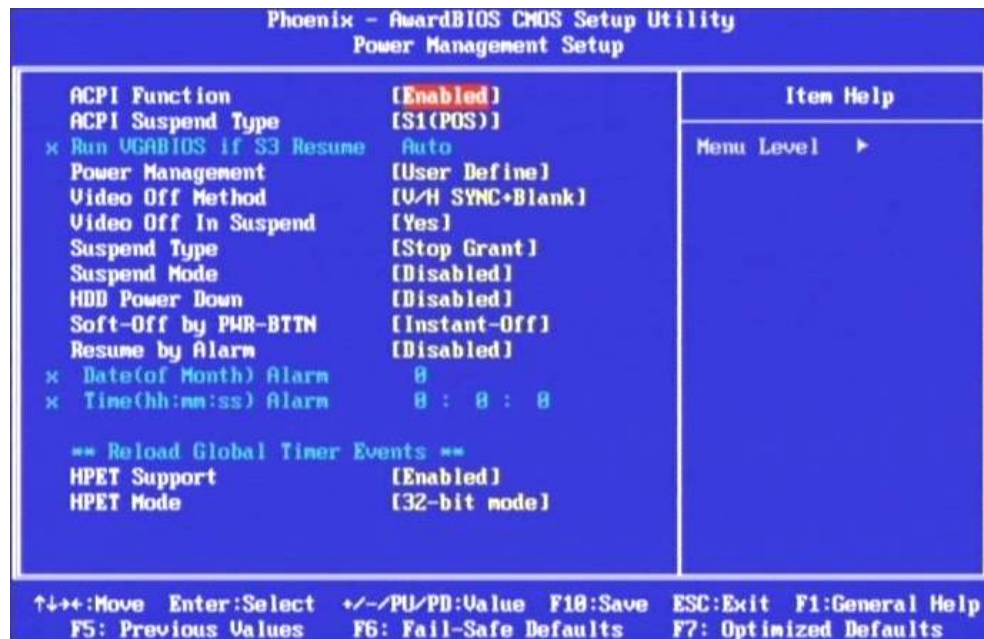 Phoenix - AwardBIOS CMOS Setup Utility
Power Management Setup
ACPI Function [Enabled]
ACPI Suspend Type [S1(POS)]
x Run VGABIOS if S3 Resume Auto
Power Management [User Define]
Video Off Method [V/H SYNC+Blank]
Video Off In Suspend [Yes]
Suspend Type [Stop Grant]
Suspend Mode [Disabled]
HDD Power Down [Disabled]
Soft-Off by PWR-BTTN [Instant-Off]
Resume by Alarm [Disabled]
x Date(of Month) Alarm 0
x Time(hh:mm:ss) Alarm 0 : 0 : 0
** Reload Global Timer Events **
HPET Support [Enabled]
HPET Mode [32-bit mode]
Item Help
Menu Level ►
↑↓→←:Move Enter:Select +/-/PU/PD:Value F10:Save ESC:Exit F1:General Help
F5: Previous Values F6: Fail-Safe Defaults F7: Optimized Defaults